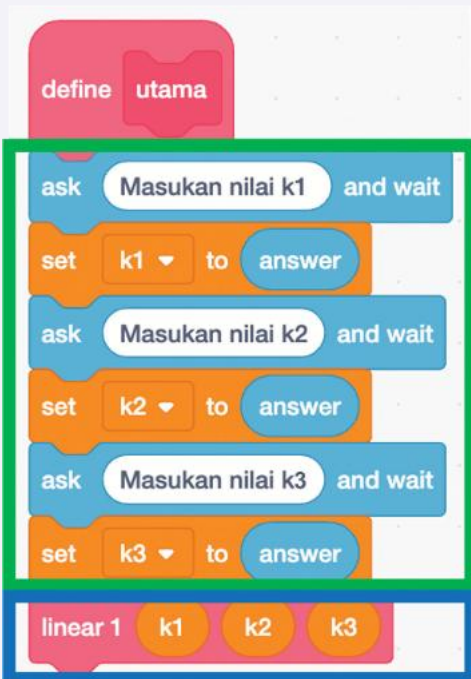 define utama
ask Masukan nilai k1 and wait
set k1 to answer
ask Masukan nilai k2 and wait
set k2 to answer
ask Masukan nilai k3 and wait
set k3 to answer
linear 1 k1 k2 k3